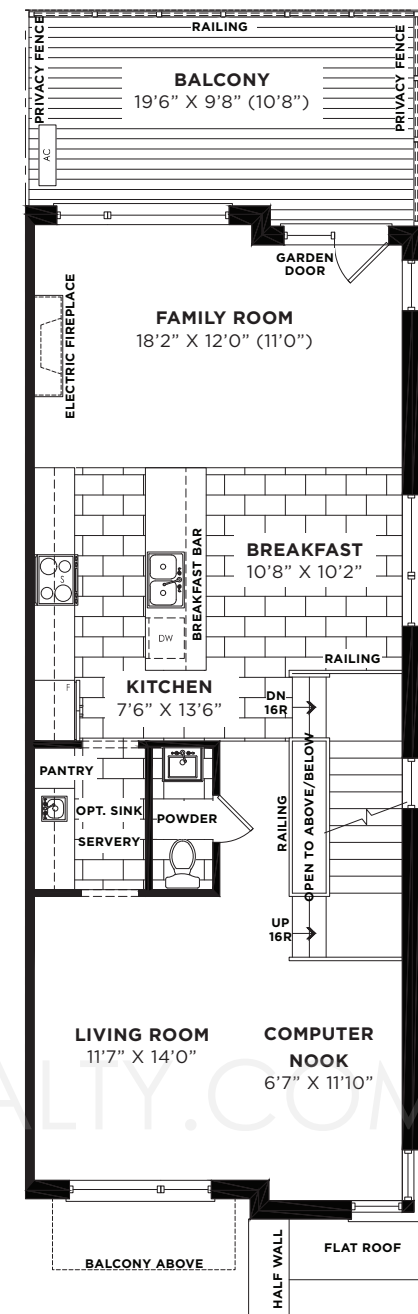 RAILING
PRIVACY FENCE
PRIVACY FENCE
BALCONY
19'6" X 9'8" (10'8")
AC
GARDEN
DOOR
ELECTRIC FIREPLACE
FAMILY ROOM
18'2" X 12'0" (11'0")
BREAKFAST BAR
BREAKFAST
10'8" X 10'2"
S
DW
RAILING
F
KITCHEN
7'6" X 13'6"
DN
16R
PANTRY
OPT. SINK
SERVERY
POWDER
RAILING
OPEN TO ABOVE/BELOW
UP
16R
LIVING ROOM
11'7" X 14'0"
COMPUTER
NOOK
6'7" X 11'10"
ALTY.COM
BALCONY ABOVE
HALF WALL
FLAT ROOF